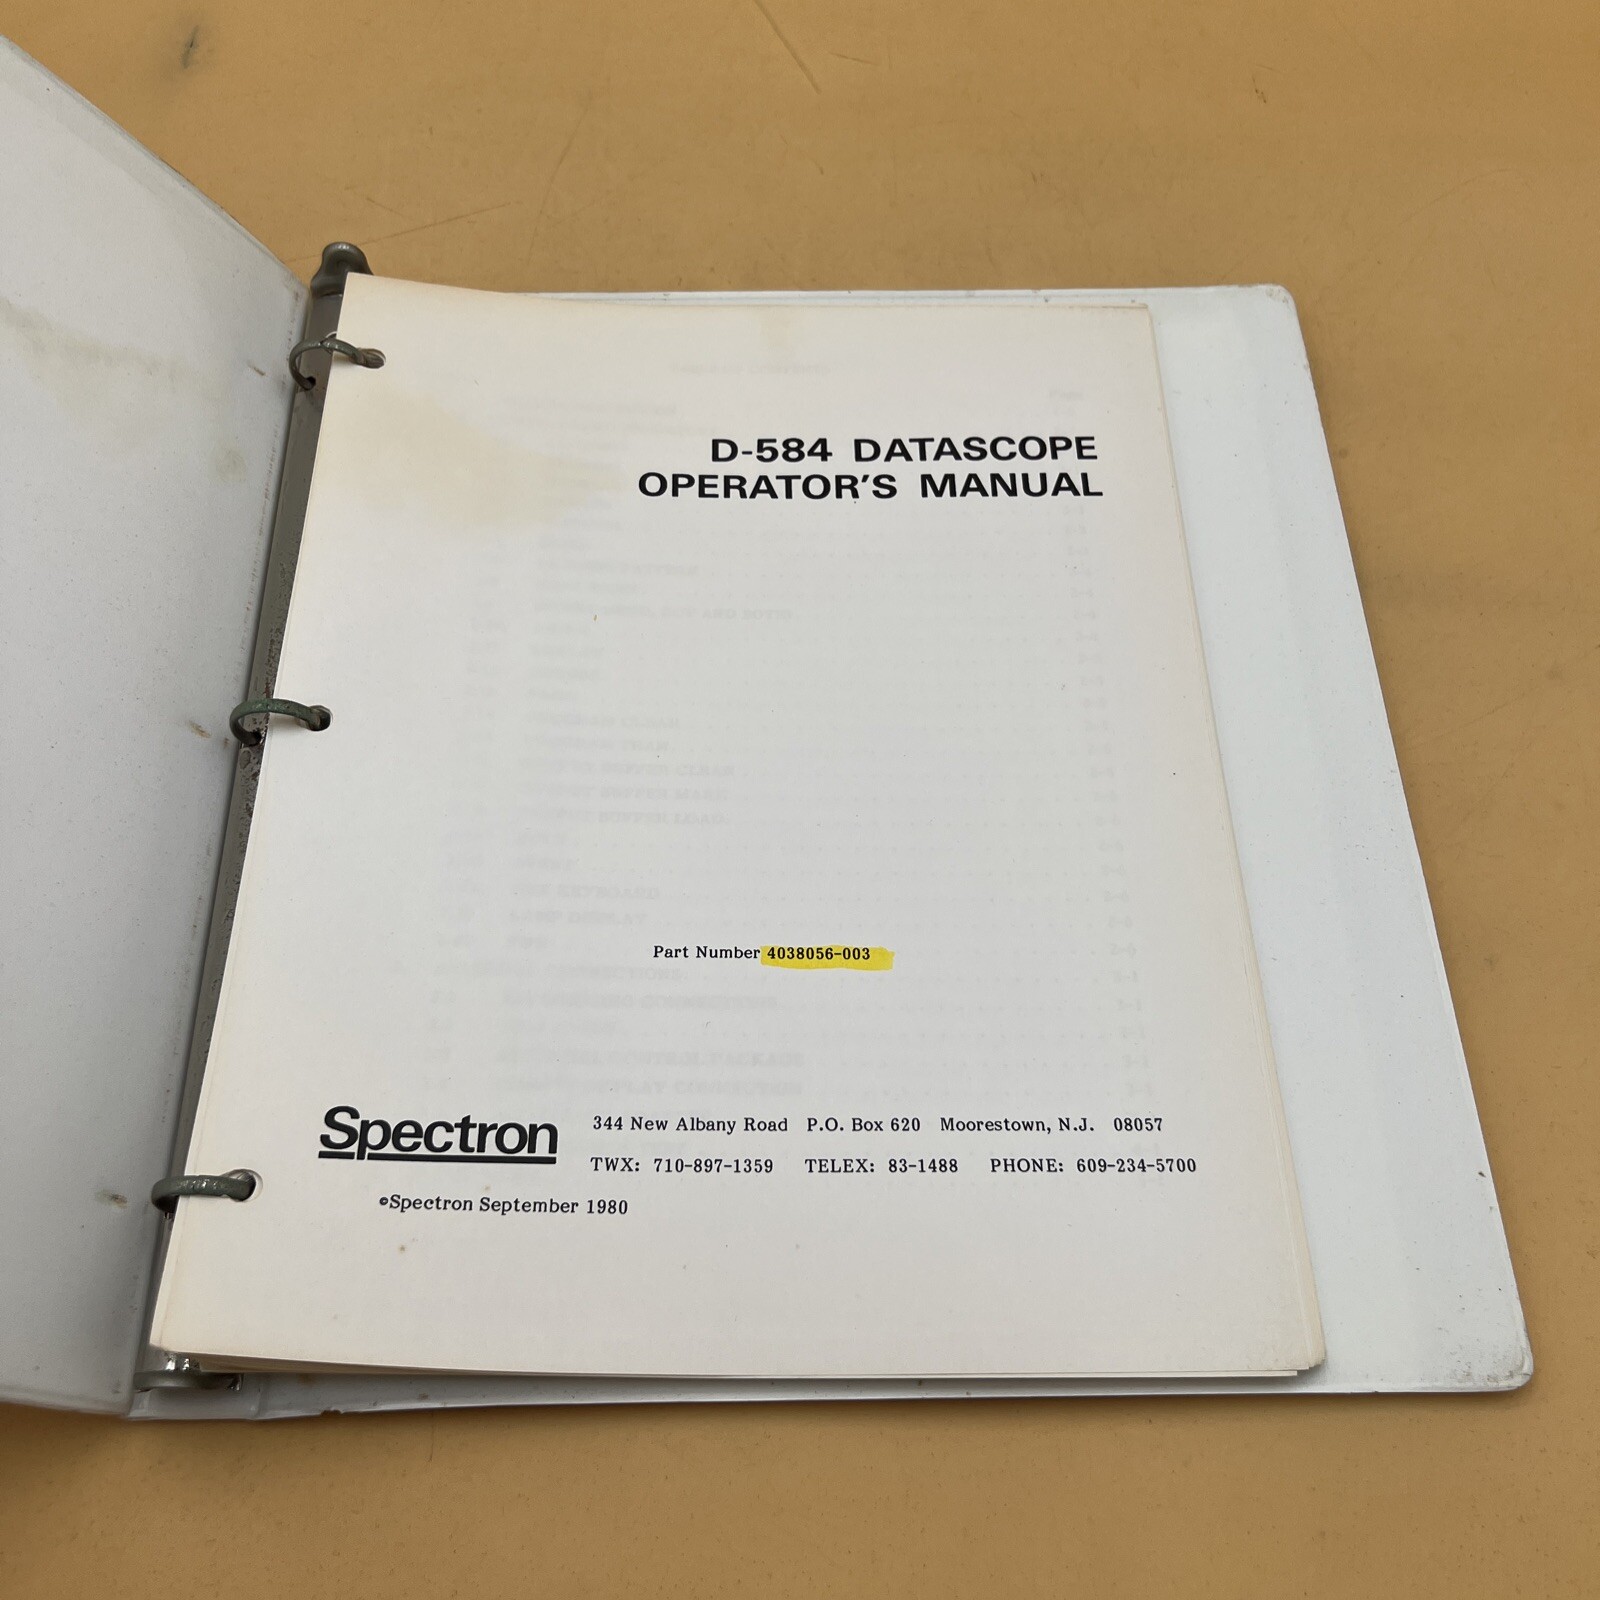 D-584 DATASCOPE
OPERATOR'S MANUAL
Part Number 4038056-003
Spectron
344 New Albany Road P.O. Box 620 Moorestown, N.J. 08057
TWX: 710-897-1359 TELEX: 83-1488 PHONE: 609-234-5700
©Spectron September 1980